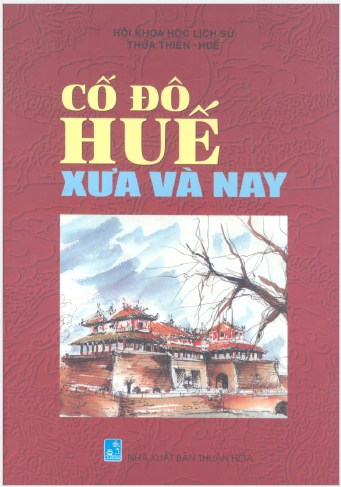 HỘI KHOA HỌC LỊCH SỬ
THỪA THIÊN - HUẾ
CỐ ĐÔ
HUẾ
XƯA VÀ NAY
NHÀ XUẤT BẢN THUẬN HÓA